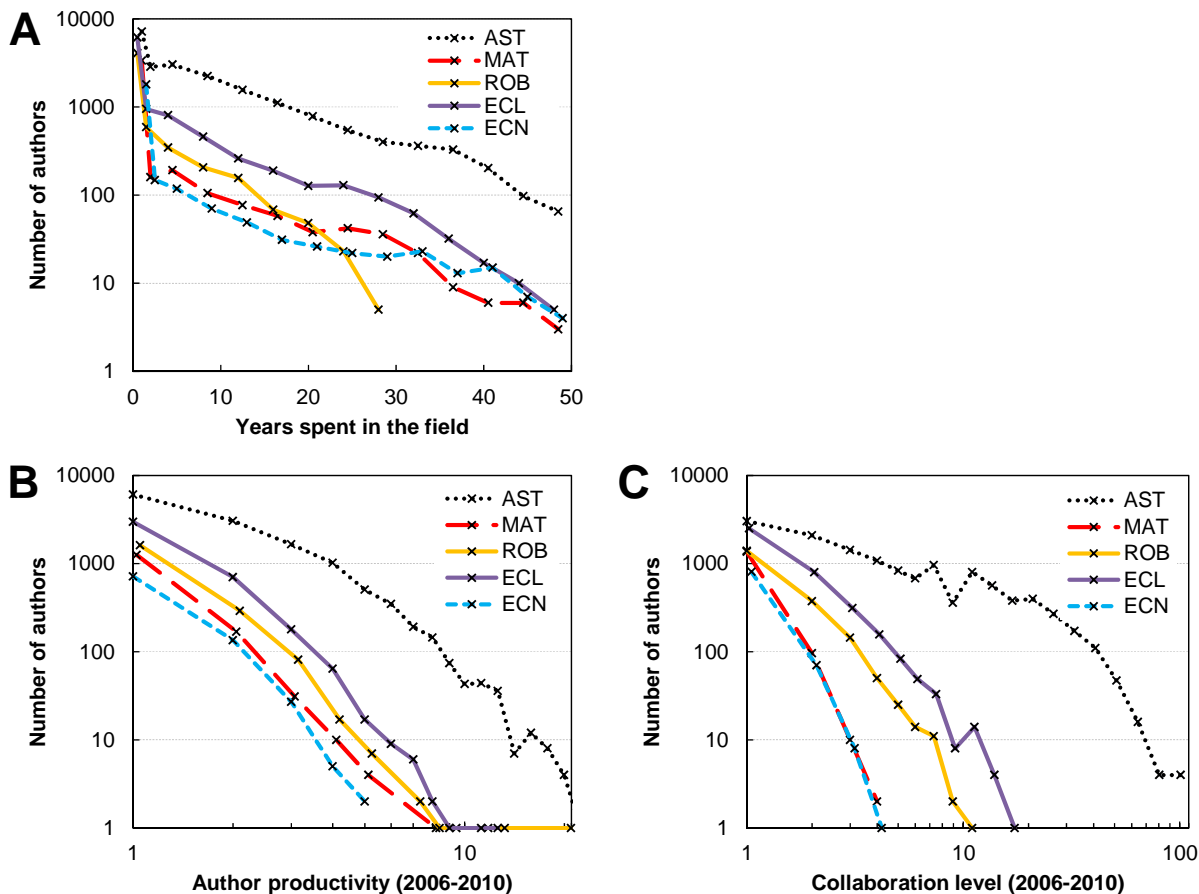 A
10000
1000
100
10
1
Number of authors
0 10 20 30 40 50
Years spent in the field
AST
MAT
ROB
ECL
ECN
B
10000
1000
100
10
1
Number of authors
1 10
Author productivity (2006-2010)
AST
MAT
ROB
ECL
ECN
C
10000
1000
100
10
1
Number of authors
1 10 100
Collaboration level (2006-2010)
AST
MAT
ROB
ECL
ECN